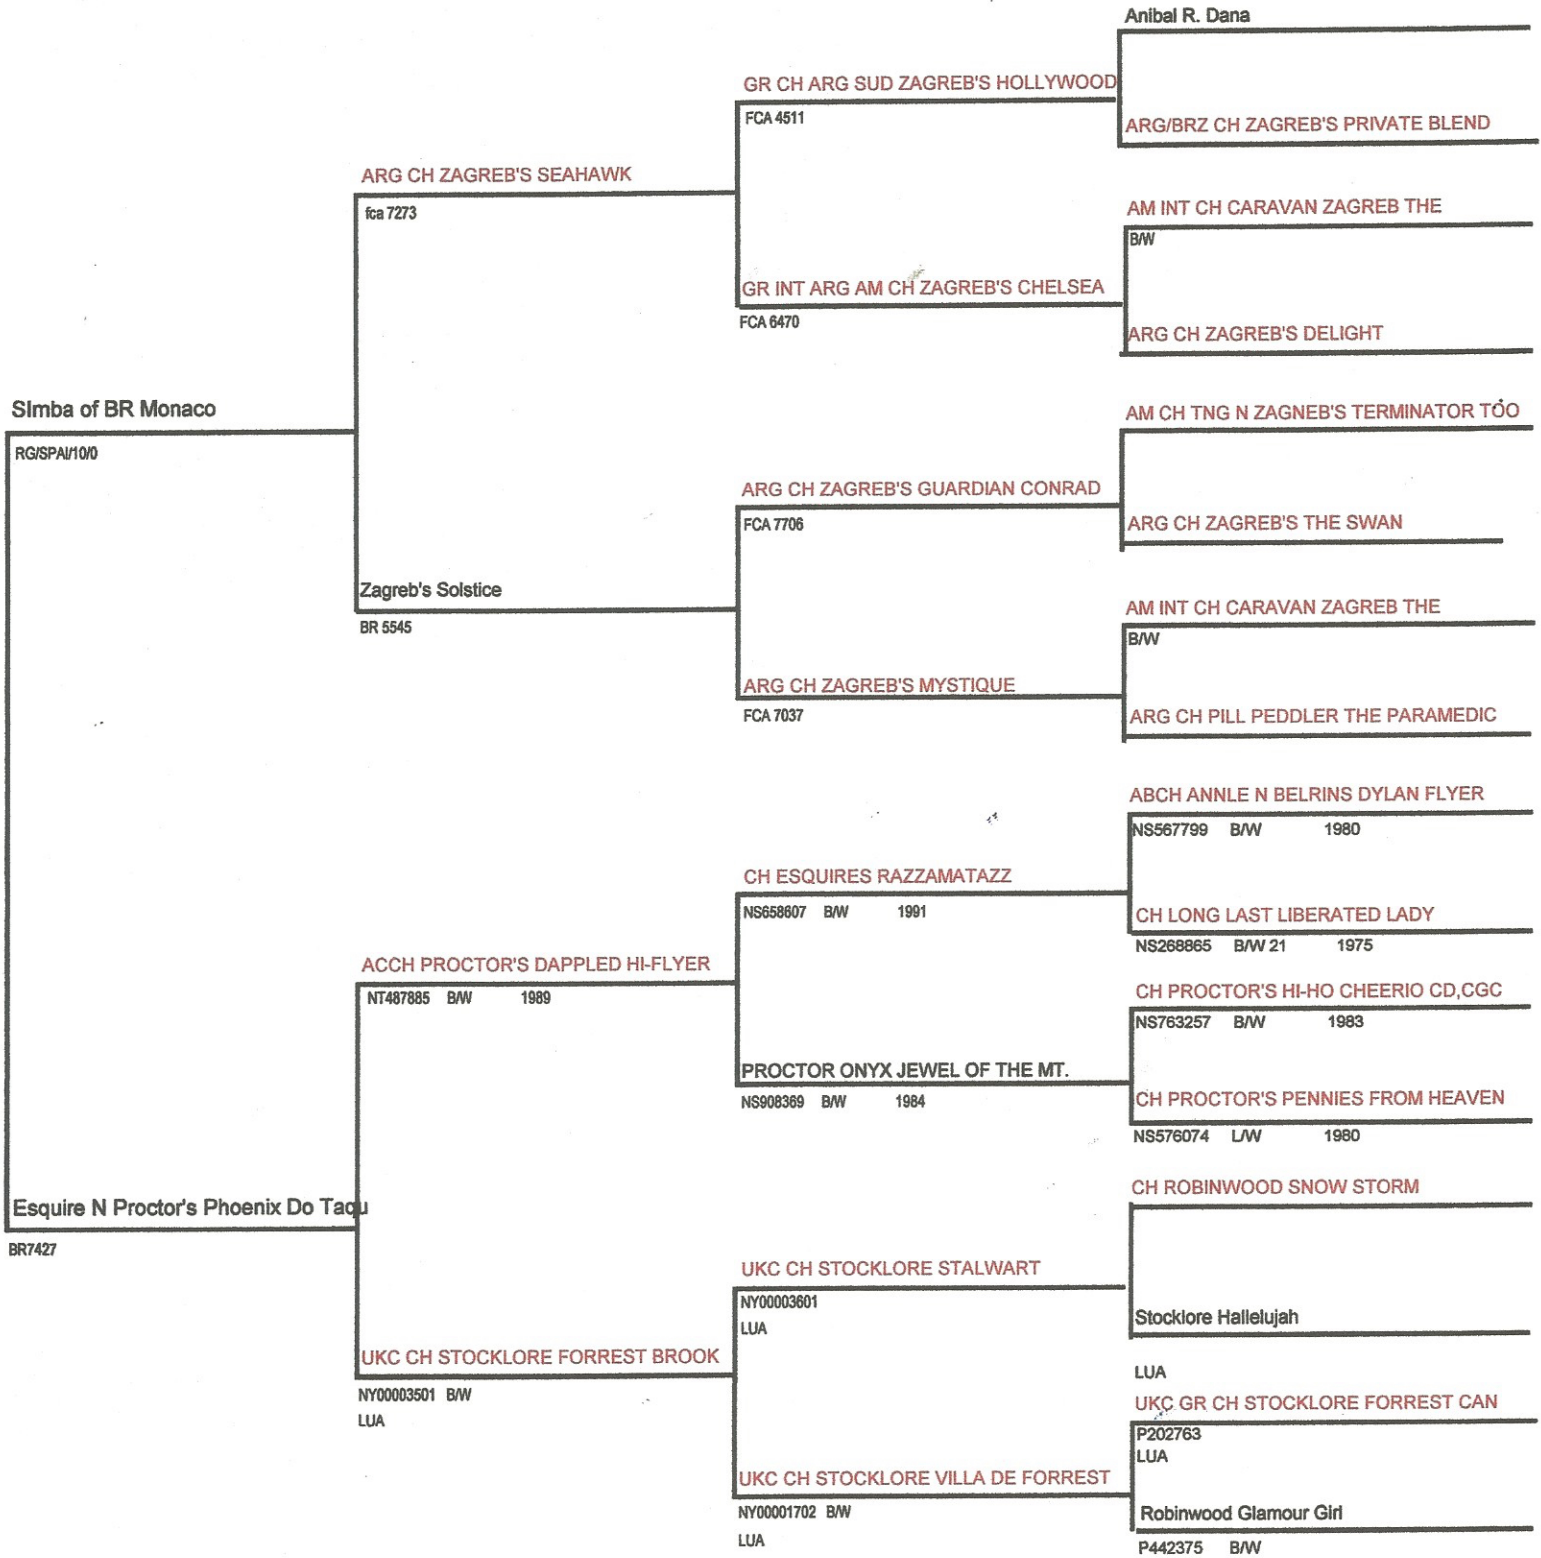 Anibal R. Dana
GR CH ARG SUD ZAGREB'S HOLLYWOOD
FCA 4511
ARG/BRZ CH ZAGREB'S PRIVATE BLEND
ARG CH ZAGREB'S SEAHAWK
fca 7273
AM INT CH CARAVAN ZAGREB THE
B/W
GR INT ARG AM CH ZAGREB'S CHELSEA
FCA 6470
ARG CH ZAGREB'S DELIGHT
SImba of BR Monaco
RG/SPAI/10/0
AM CH TNG N ZAGNEB'S TERMINATOR TOO
ARG CH ZAGREB'S GUARDIAN CONRAD
FCA 7706
ARG CH ZAGREB'S THE SWAN
Zagreb's Solstice
BR 5545
AM INT CH CARAVAN ZAGREB THE
B/W
ARG CH ZAGREB'S MYSTIQUE
FCA 7037
ARG CH PILL PEDDLER THE PARAMEDIC
ABCH ANNLE N BELRINS DYLAN FLYER
NS567799 B/W 1980
CH ESQUIRES RAZZAMATAZZ
NS658607 B/W 1991
CH LONG LAST LIBERATED LADY
NS268865 B/W 21 1975
ACCH PROCTOR'S DAPPLED HI-FLYER
NT487885 B/W 1989
CH PROCTOR'S HI-HO CHEERIO CD,CGC
NS763257 B/W 1983
PROCTOR ONYX JEWEL OF THE MT.
NS908369 B/W 1984
CH PROCTOR'S PENNIES FROM HEAVEN
NS576074 L/W 1980
Esquire N Proctor's Phoenix Do Taqu
BR7427
CH ROBINWOOD SNOW STORM
UKC CH STOCKLORE STALWART
NY00003601
LUA
Stocklore Hallelujah
LUA
UKC CH STOCKLORE FORREST BROOK
NY00003501 B/W
LUA
UKC GR CH STOCKLORE FORREST CAN
P202763
LUA
UKC CH STOCKLORE VILLA DE FORREST
NY00001702 B/W
LUA
Robinwood Glamour Girl
P442375 B/W